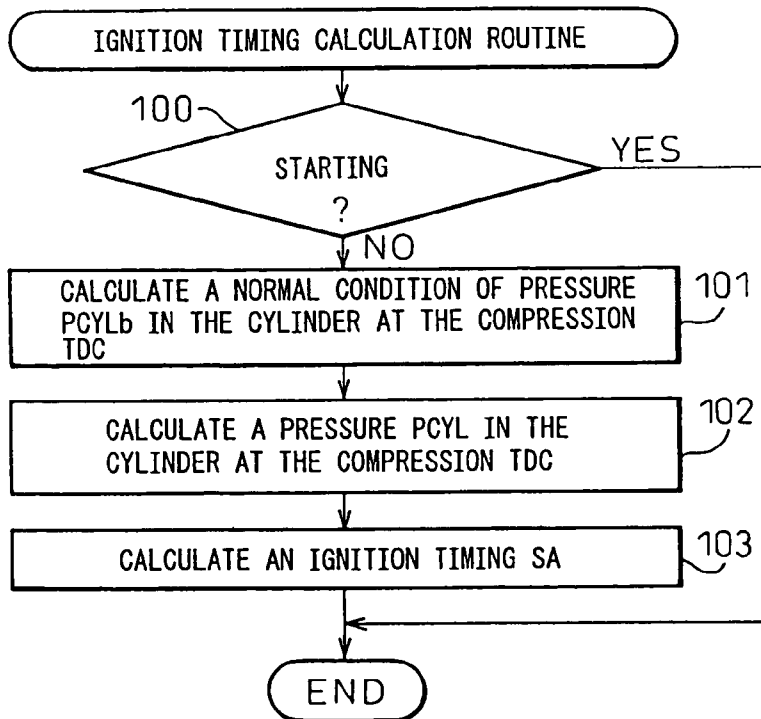 IGNITION TIMING CALCULATION ROUTINE
100
STARTING
?
YES
NO
CALCULATE A NORMAL CONDITION OF PRESSURE
PCYLb IN THE CYLINDER AT THE COMPRESSION
TDC
101
CALCULATE A PRESSURE PCYL IN THE
CYLINDER AT THE COMPRESSION TDC
102
CALCULATE AN IGNITION TIMING SA
103
END